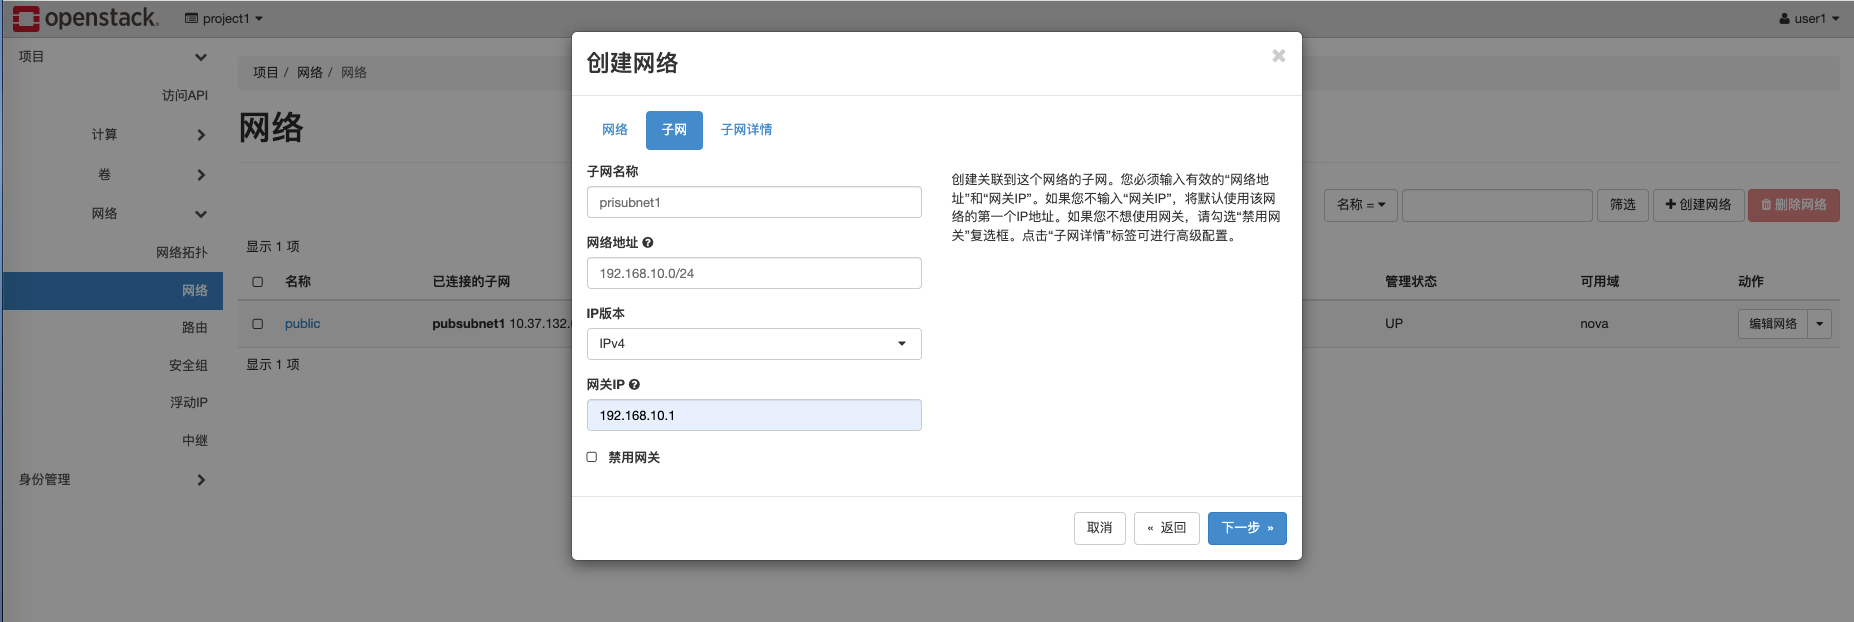 openstack.
project1
user1
项目
访问API
计算
卷
网络
网络拓扑
网络
路由
安全组
浮动IP
中继
身份管理
项目 / 网络 / 网络
网络
名称 =
筛选
创建网络
删除网络
显示 1 项
名称
已连接的子网
管理状态
可用域
动作
public
pubsubnet1 10.37.132.
UP
nova
编辑网络
显示 1 项
创建网络
网络
子网
子网详情
子网名称
prisubnet1
网络地址
192.168.10.0/24
IP版本
IPv4
网关IP
192.168.10.1
禁用网关
创建关联到这个网络的子网。您必须输入有效的“网络地
址”和“网关IP”。如果您不输入“网关IP”，将默认使用该网
络的第一个IP地址。如果您不想使用网关，请勾选“禁用网
关”复选框。点击“子网详情”标签可进行高级配置。
取消
« 返回
下一步 »